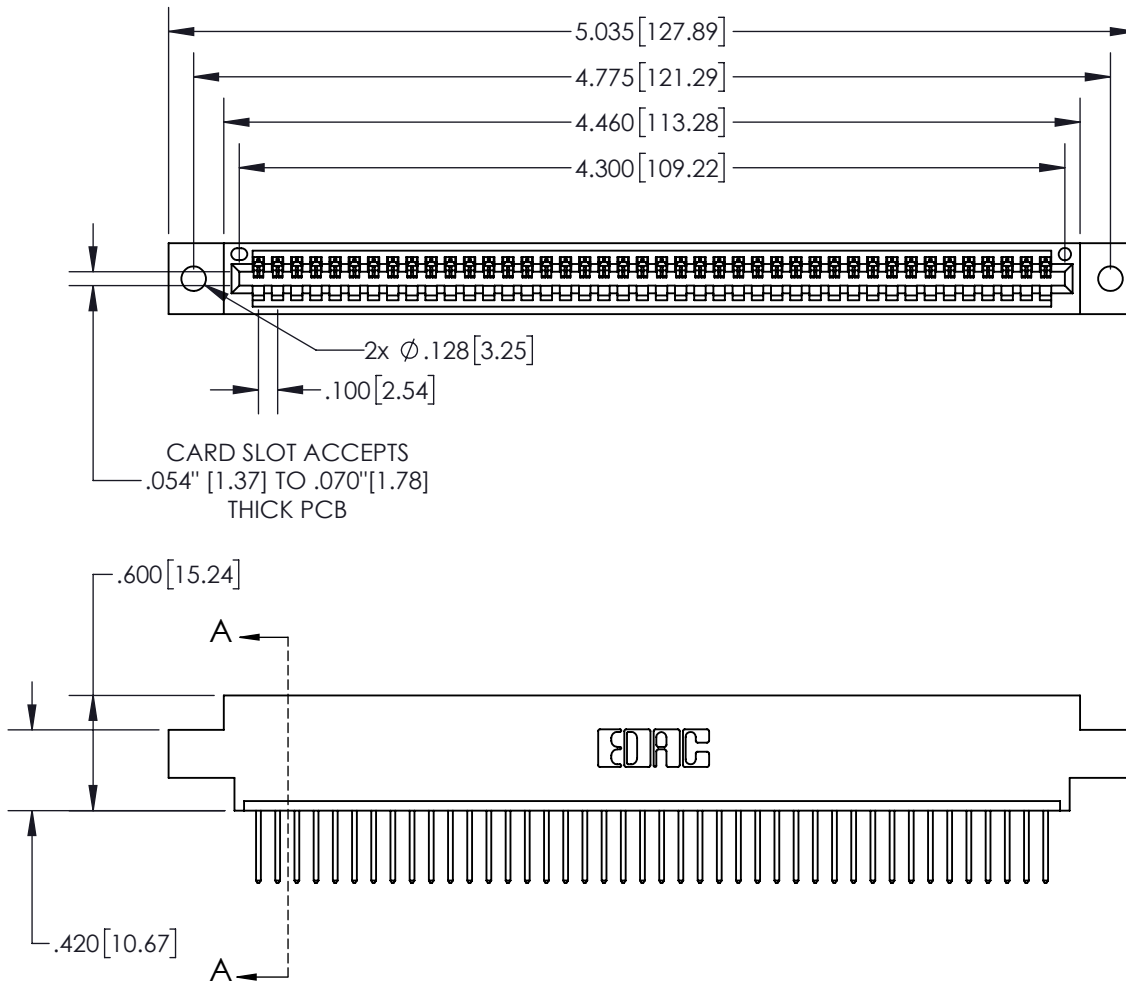 5.035[127.89]
4.775[121.29]
4.460[113.28]
4.300[109.22]
2x Ø.128[3.25]
.100[2.54]
CARD SLOT ACCEPTS
.054" [1.37] TO .070"[1.78]
THICK PCB
.600[15.24]
A
EDAC
.420[10.67]
A